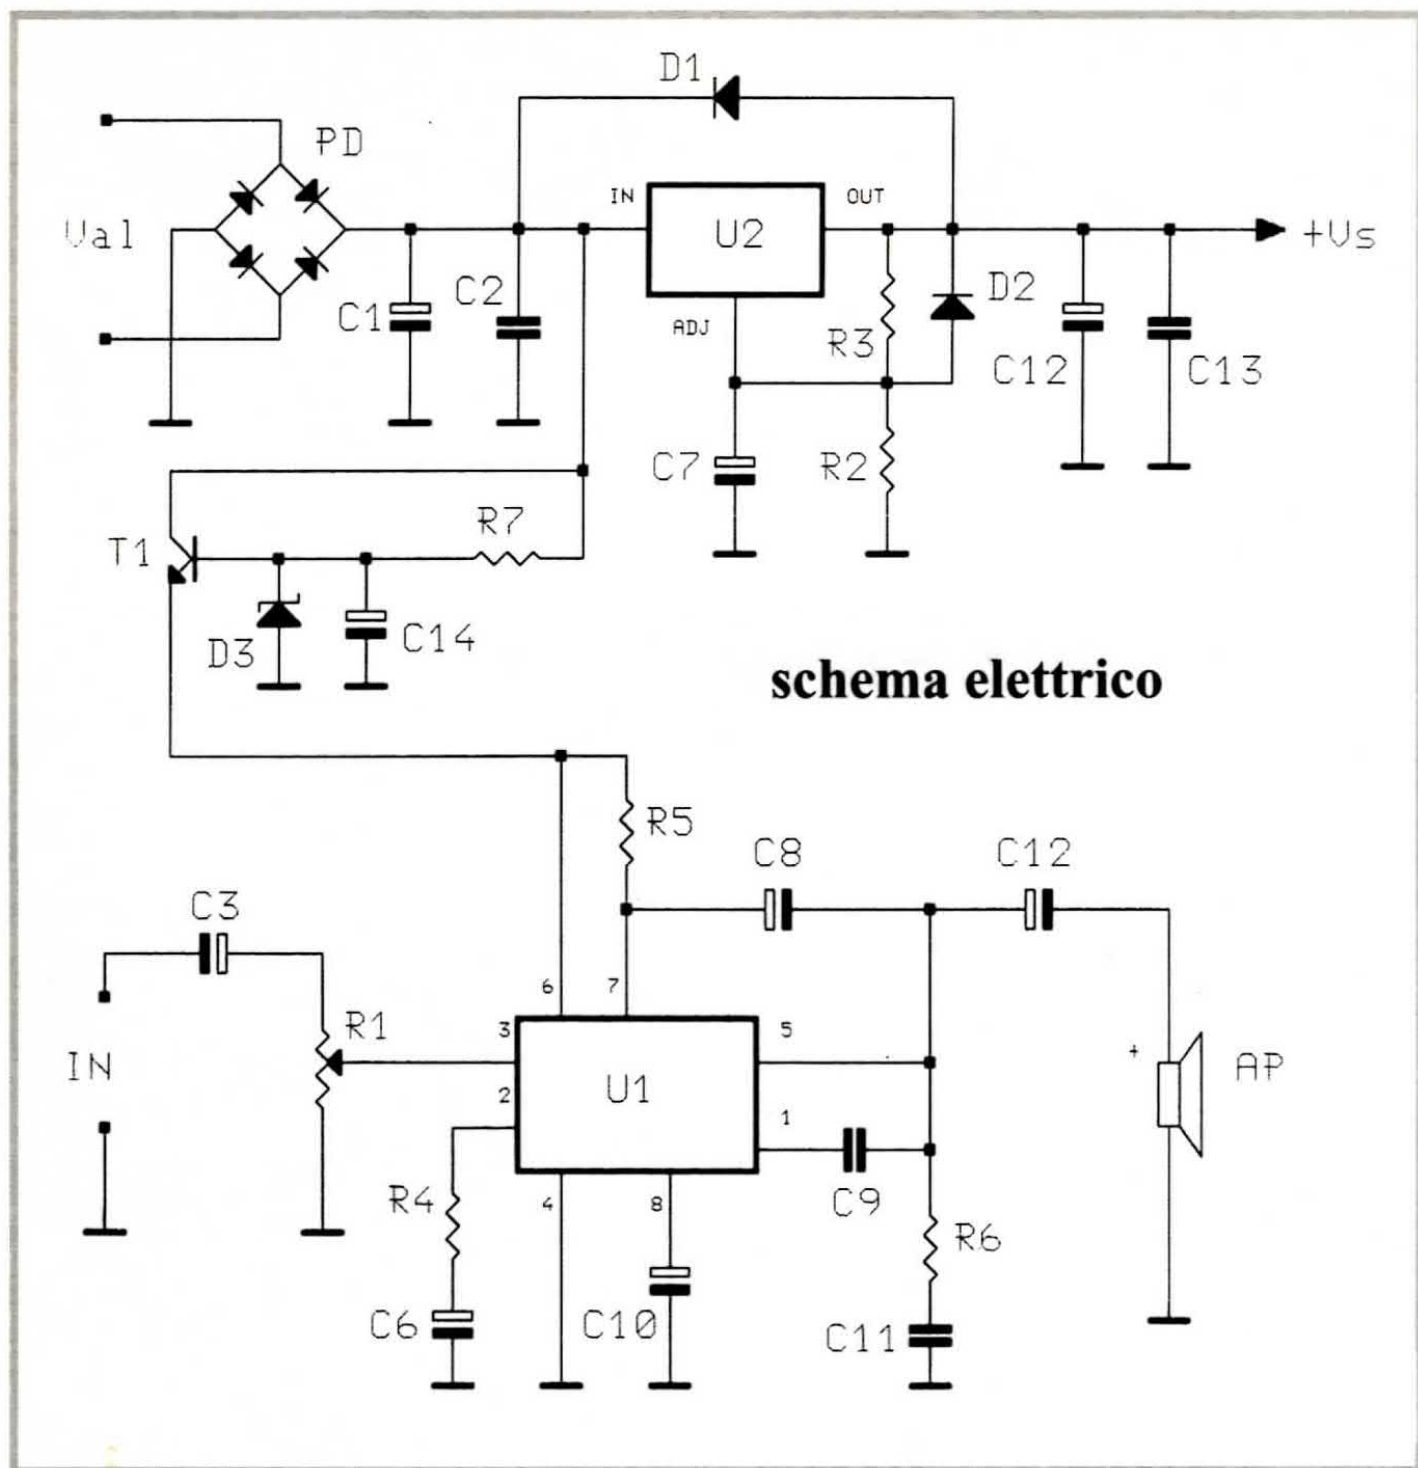 D1
PD
IN
OUT
Val
U2
+Vs
C1
C2
D2
ADJ
R3
C12
C13
C7
R2
R7
T1
D3
C14
schema elettrico
R5
C8
C12
C3
6
7
3
R1
5
IN
2
U1
1
+
AP
R4
4
8
C9
R6
C6
C10
C11